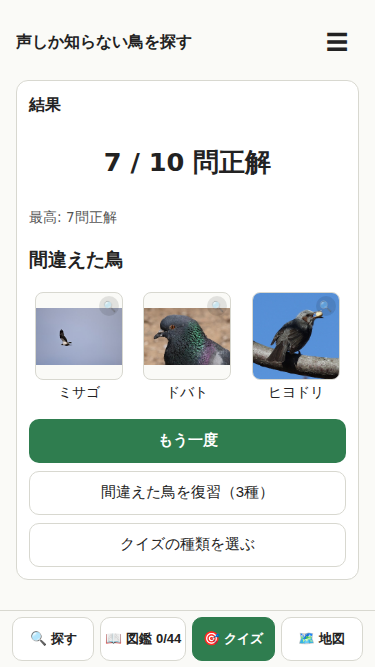 声しか知らない鳥を探す
結果
7 / 10 問正解
最高: 7問正解
間違えた鳥
ミサゴ
ドバト
ヒヨドリ
もう一度
間違えた鳥を復習（3種）
クイズの種類を選ぶ
探す
図鑑 0/44
クイズ
地図